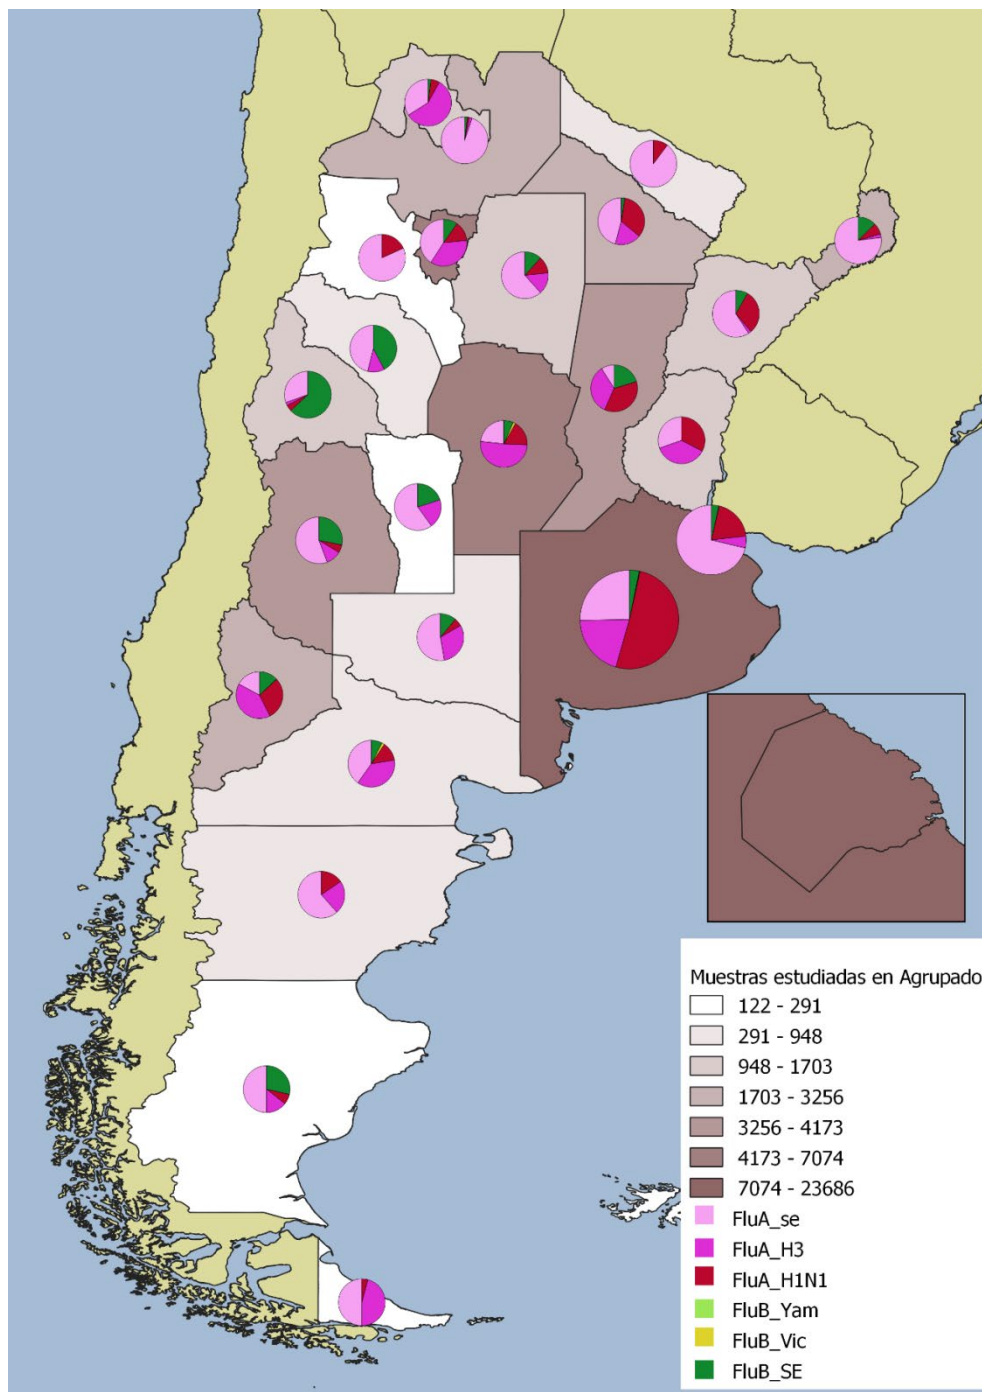 Muestras estudiadas en Agrupado
122 - 291
291 - 948
948 - 1703
1703 - 3256
3256 - 4173
4173 - 7074
7074 - 23686
FluA_se
FluA_H3
FluA_H1N1
FluB_Yam
FluB_Vic
FluB_SE